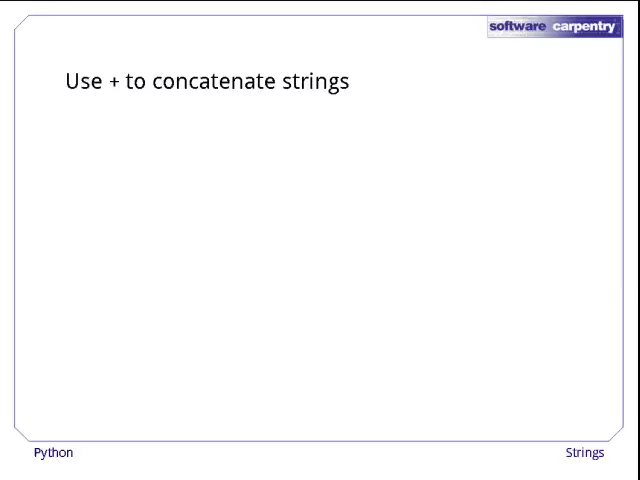 software carpentry
Use + to concatenate strings
Python
Strings